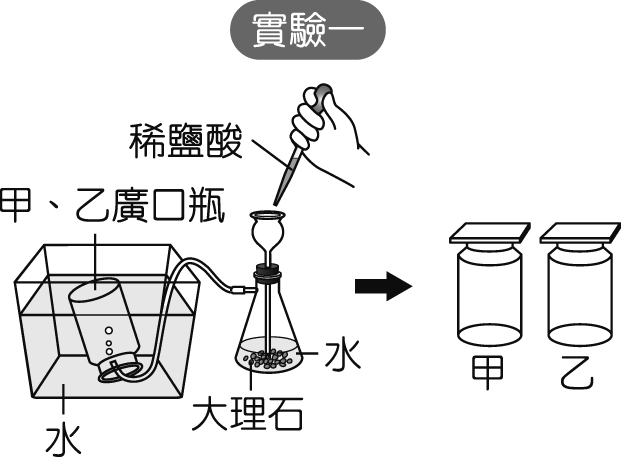 實驗一
稀鹽酸
甲、乙廣口瓶
水
大理石
水
甲
乙